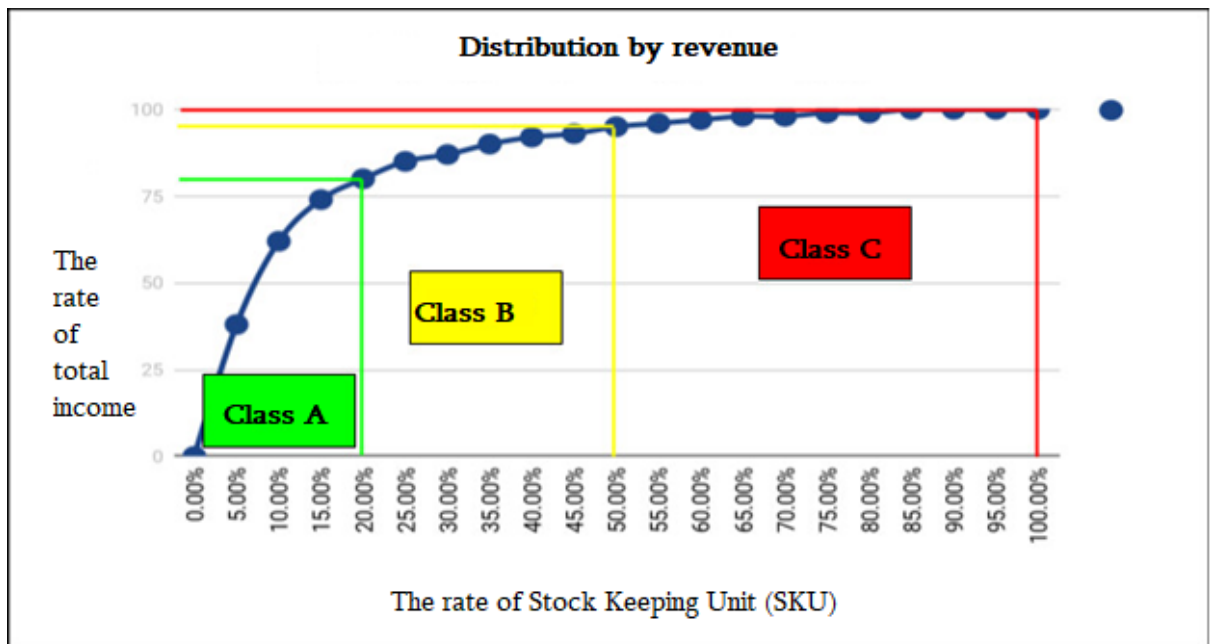 Distribution by revenue
100
75
50
25
0
The
rate
of
total
income
Class A
Class B
Class C
0.00%
5.00%
10.00%
15.00%
20.00%
25.00%
30.00%
35.00%
40.00%
45.00%
50.00%
55.00%
60.00%
65.00%
70.00%
75.00%
80.00%
85.00%
90.00%
95.00%
100.00%
The rate of Stock Keeping Unit (SKU)